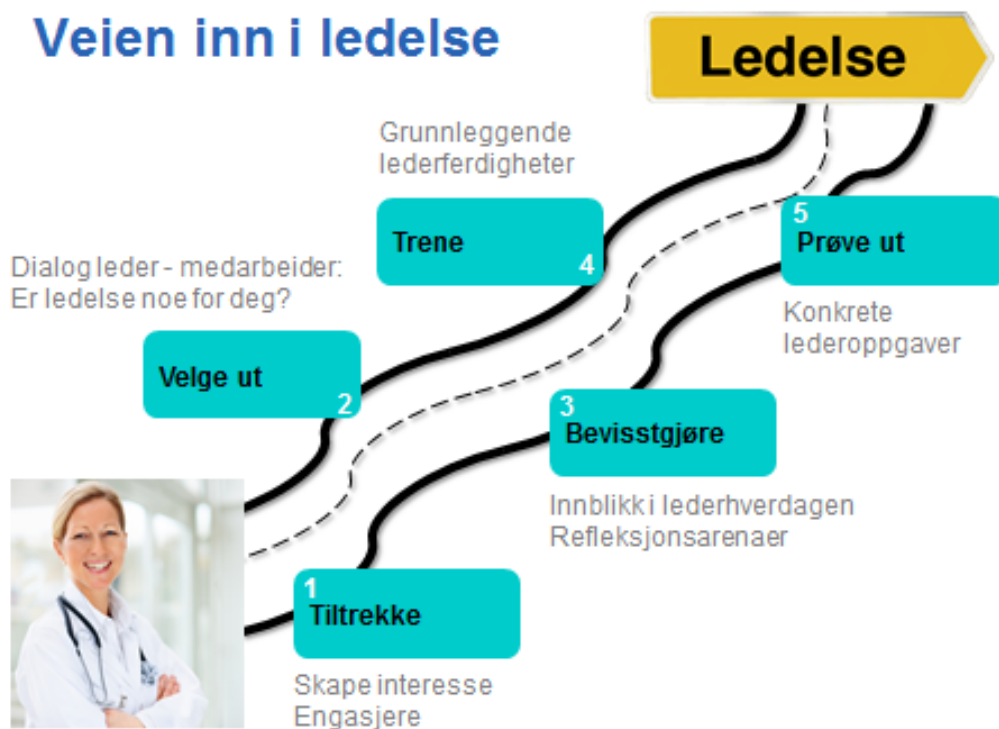 Veien inn i ledelse
Ledelse
Grunnleggende
lederferdigheter
Trene
4
5
Prøve ut
Konkrete
lederoppgaver
Dialog leder - medarbeider:
Er ledelse noe for deg?
Velge ut
2
3
Bevisstgjøre
Innblikk i lederhverdagen
Refleksjonsarenaer
1
Tiltrekke
Skape interesse
Engasjere